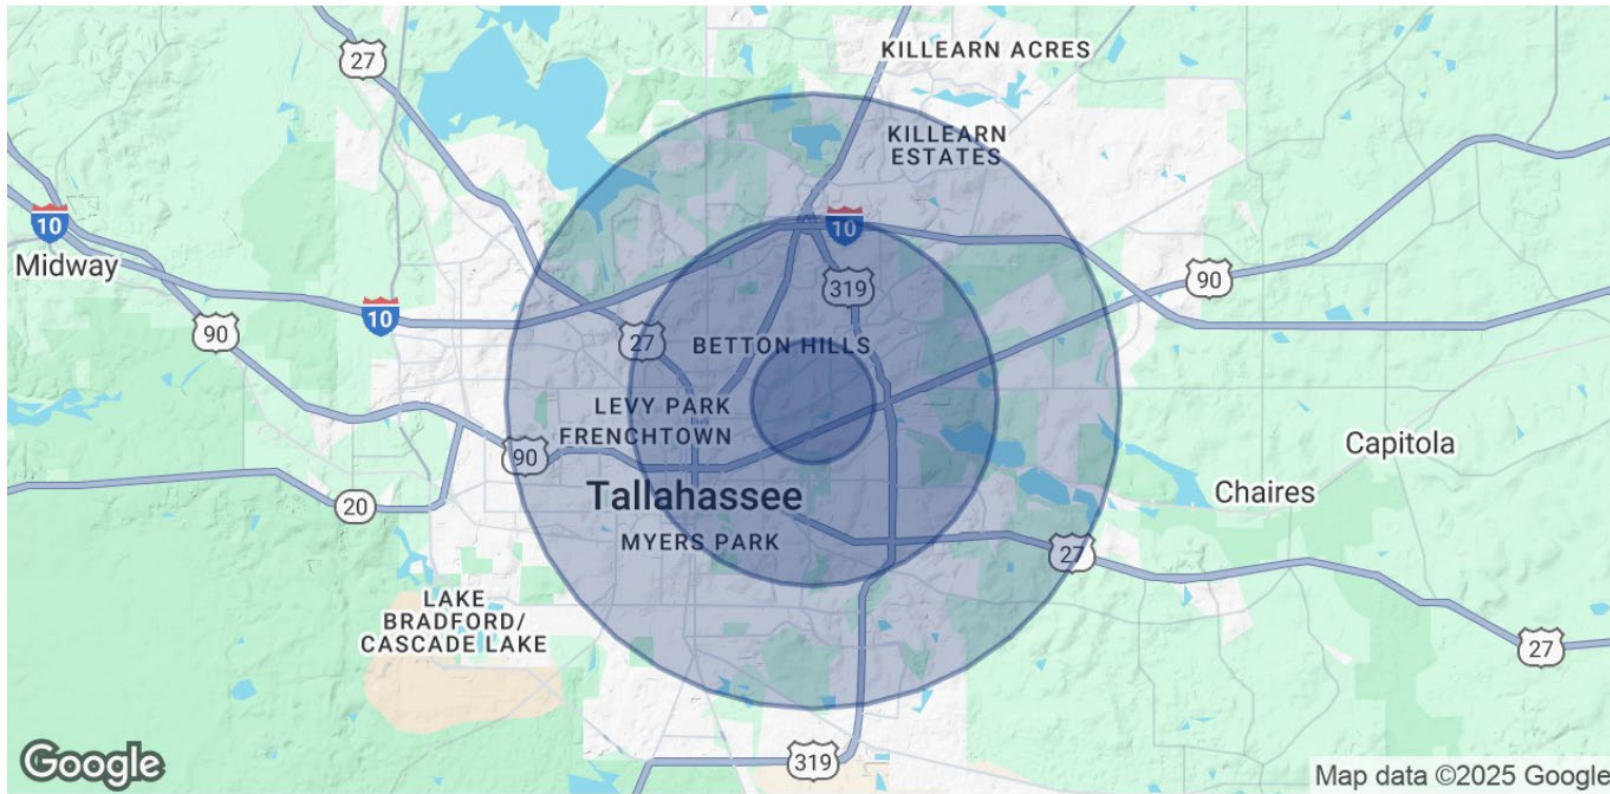 KILLEARN ACRES
27
KILLEARN
ESTATES
10
10
Midway
90
319
10
90
27
BETTON HILLS
LEVY PARK
FRENCHTOWN
90
Capitola
Tallahassee
Chaires
20
MYERS PARK
27
LAKE
BRADFORD/
CASCADE LAKE
27
319
Google
Map data ©2025 Google